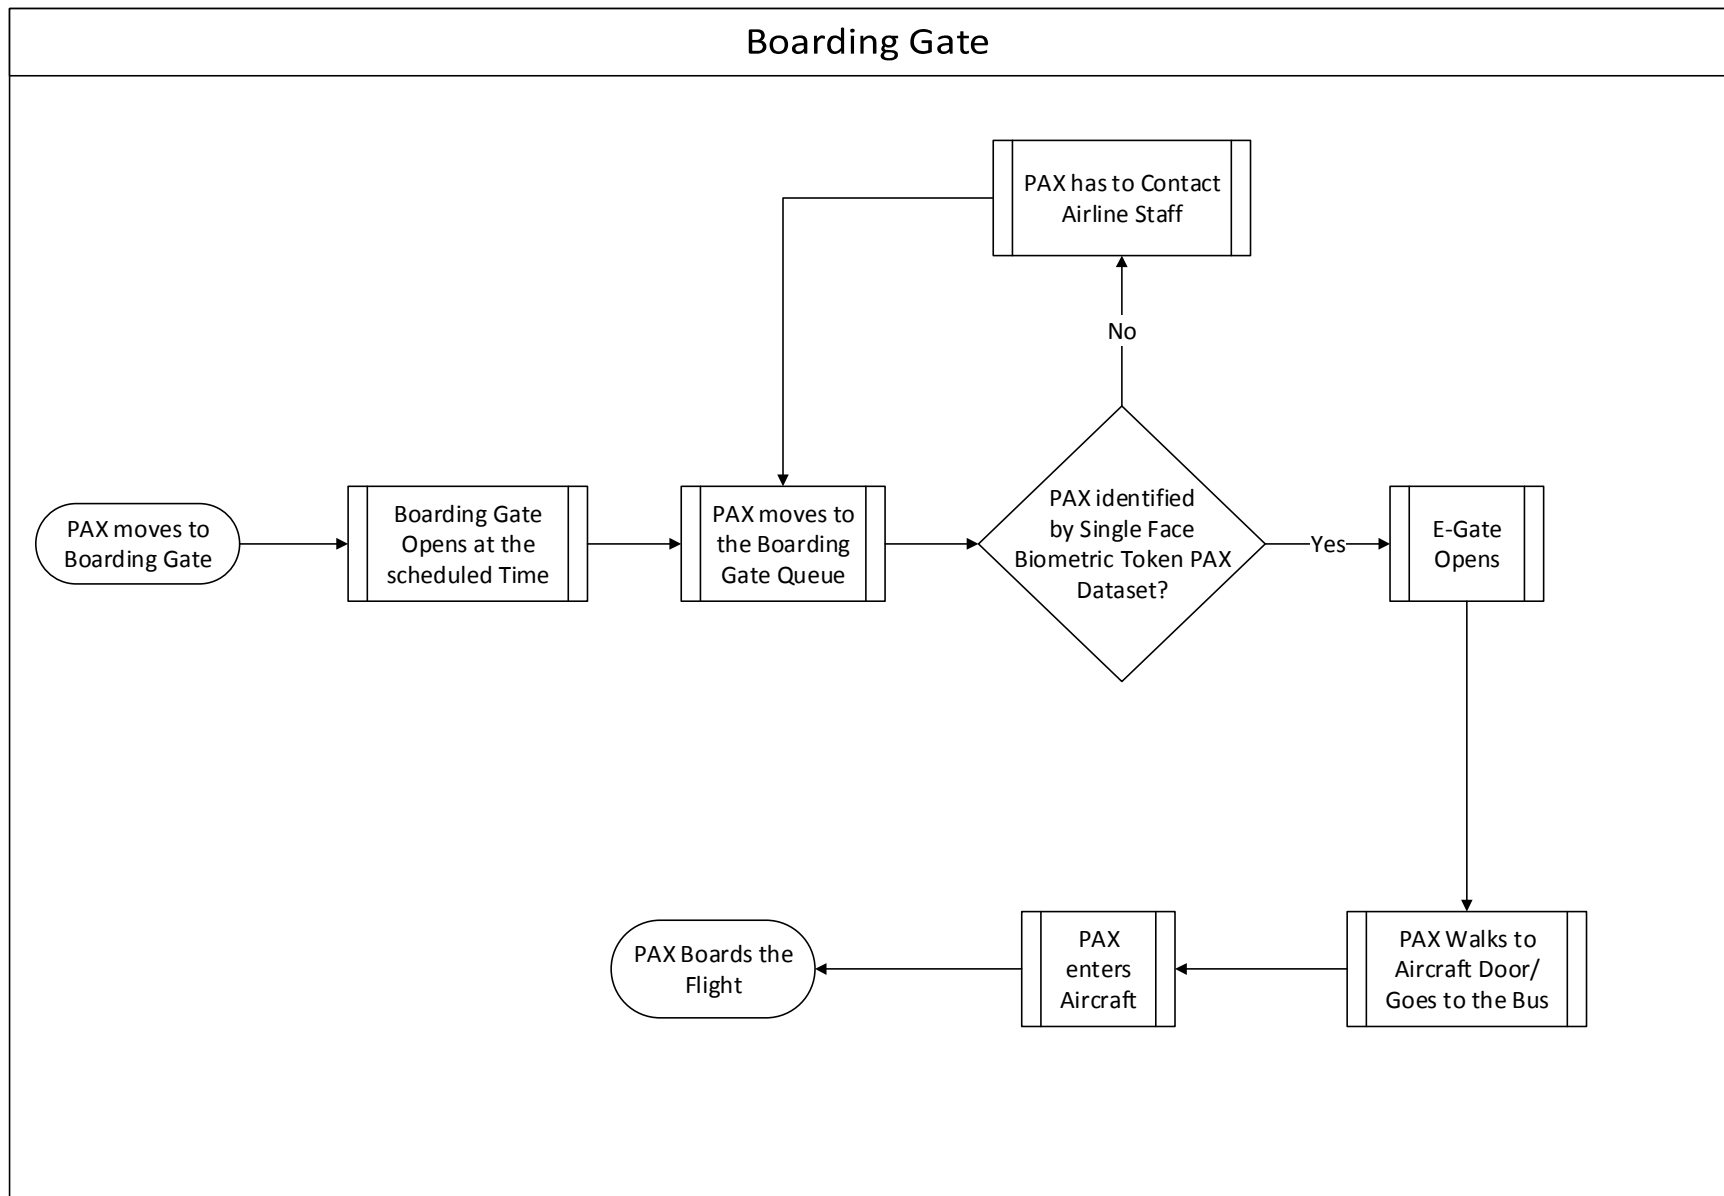 Boarding Gate
PAX has to Contact
Airline Staff
No
PAX moves to
Boarding Gate
Boarding Gate
Opens at the
scheduled Time
PAX moves to
the Boarding
Gate Queue
PAX identified
by Single Face
Biometric Token PAX
Dataset?
Yes
E-Gate
Opens
PAX Boards the
Flight
PAX
enters
Aircraft
PAX Walks to
Aircraft Door/
Goes to the Bus